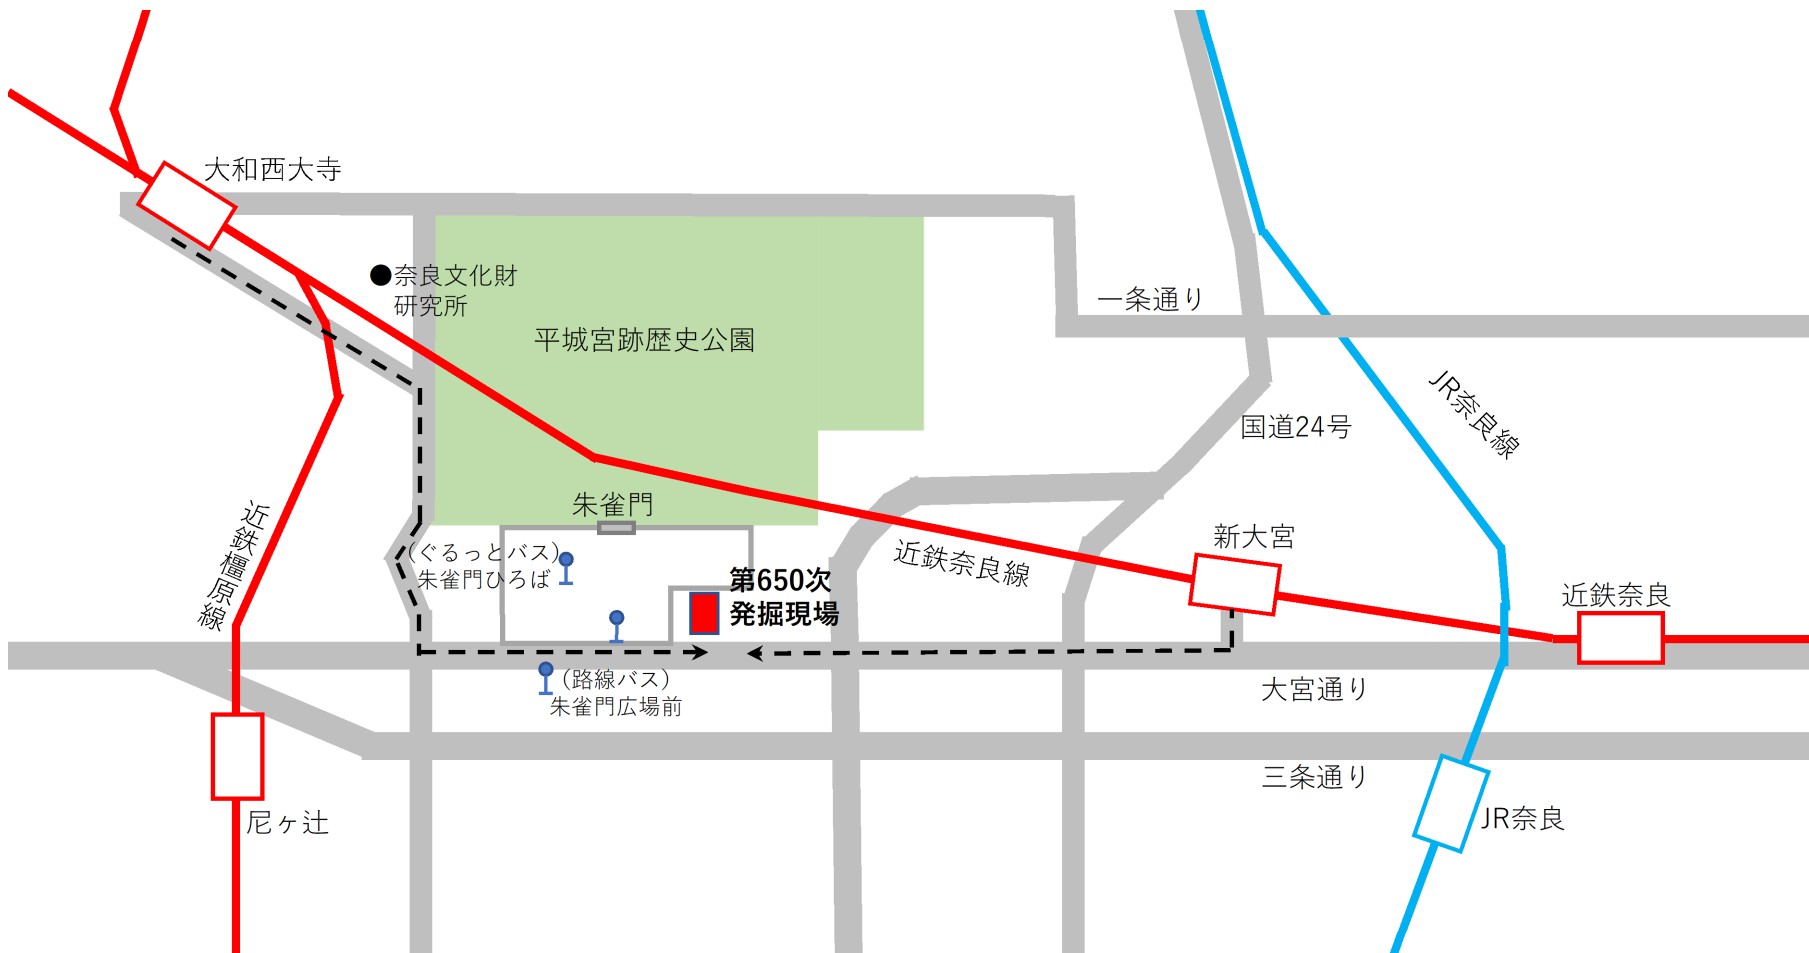 大和西大寺
●奈良文化財
研究所
平城宮跡歴史公園
一条通り
JR奈良線
国道24号
朱雀門
近鉄橿原線
(ぐるっとバス)
朱雀門ひろば
近鉄奈良線
新大宮
第650次
発掘現場
近鉄奈良
(路線バス)
朱雀門広場前
大宮通り
三条通り
尼ヶ辻
JR奈良